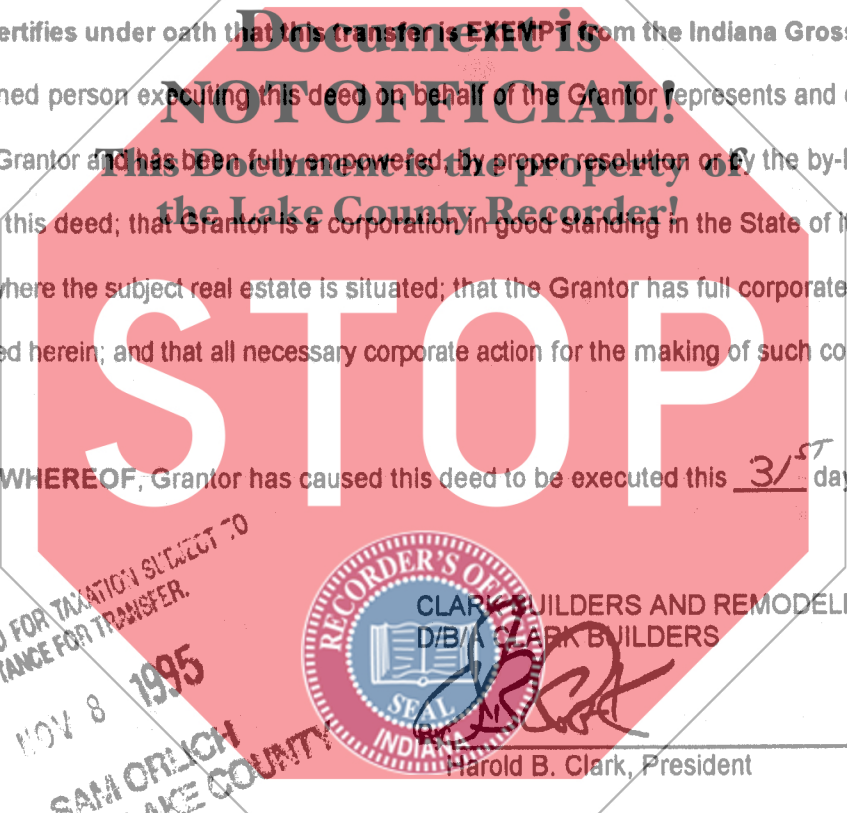 ertifies under oath that this transfer is EXEMPT from the Indiana Gross
Document is
ned person executing this deed on behalf of the Grantor represents and
NOT OFFICIAL!
Grantor and has been fully empowered, by proper resolution or by the by-
This Document is the property of
this deed; that Grantor is a corporation in good standing in the State of
the Lake County Recorder!
where the subject real estate is situated; that the Grantor has full corporate
STOP
ed herein; and that all necessary corporate action for the making of such co
WHEREOF, Grantor has caused this deed to be executed this 31ST day
FOR TAXATION SUBJECT TO
FOR TRANSFER.
NOV 8 1995
SAM ORLICH
LAKE COUNTY
RECORDER'S OFFICE
SEAL
INDIANA
CLARK BUILDERS AND REMODELI
D/B/A CLARK BUILDERS
Harold B. Clark, President